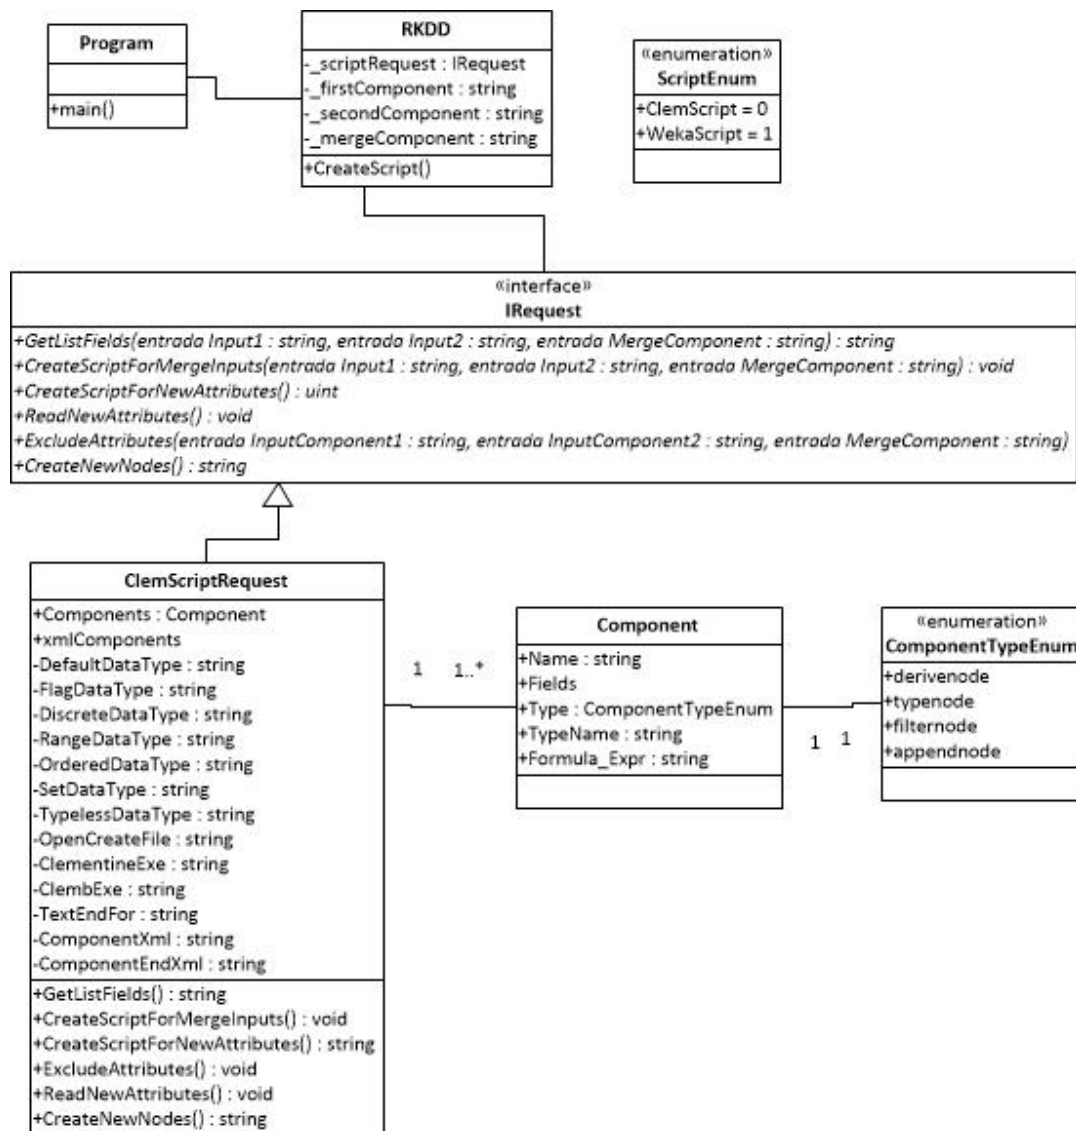 Program
+main()
RKDD
-_scriptRequest : IRequest
-_firstComponent : string
-_secondComponent : string
-_mergeComponent : string
+CreateScript()
«enumeration»
ScriptEnum
+ClemScript = 0
+WekaScript = 1
«interface»
IRequest
+GetListFields(entrada Input1 : string, entrada Input2 : string, entrada MergeComponent : string) : string
+CreateScriptForMergeInputs(entrada Input1 : string, entrada Input2 : string, entrada MergeComponent : string) : void
+CreateScriptForNewAttributes() : uint
+ReadNewAttributes() : void
+ExcludeAttributes(entrada InputComponent1 : string, entrada InputComponent2 : string, entrada MergeComponent : string)
+CreateNewNodes() : string
ClemScriptRequest
+Components : Component
+xmlComponents
-DefaultDataType : string
-FlagDataType : string
-DiscreteDataType : string
-RangeDataType : string
-OrderedDataType : string
-SetDataType : string
-TypelessDataType : string
-OpenCreateFile : string
-ClementineExe : string
-ClembExe : string
-TextEndFor : string
-ComponentXml : string
-ComponentEndXml : string
+GetListFields() : string
+CreateScriptForMergeInputs() : void
+CreateScriptForNewAttributes() : string
+ExcludeAttributes() : void
+ReadNewAttributes() : void
+CreateNewNodes() : string
1 1..*
Component
+Name : string
+Fields
+Type : ComponentTypeEnum
+TypeName : string
+Formula_Expr : string
1 1
«enumeration»
ComponentTypeEnum
+derivenode
+typenode
+filternode
+appendnode